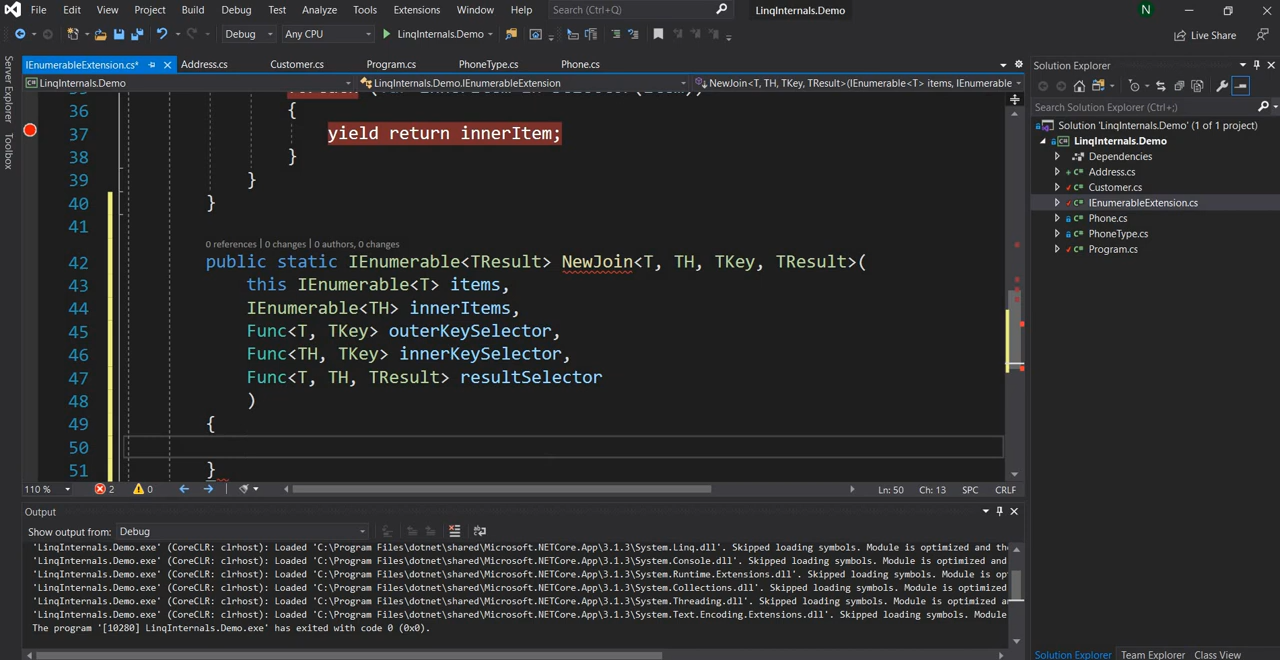 File Edit View Project Build Debug Test Analyze Tools Extensions Window Help Search (Ctrl+Q) LinqInternals.Demo N
Debug Any CPU LinqInternals.Demo Live Share
IEnumerableExtension.cs* Address.cs Customer.cs Program.cs PhoneType.cs Phone.cs
LinqInternals.Demo LinqInternals.Demo.IEnumerableExtension NewJoin<T, TH, TKey, TResult>(IEnumerable<T> items, IEnumerable
Server Explorer
Toolbox
36 {
37 yield return innerItem;
38 }
39 }
40 }
41
0 references | 0 changes | 0 authors, 0 changes
42 public static IEnumerable<TResult> NewJoin<T, TH, TKey, TResult>(
43 this IEnumerable<T> items,
44 IEnumerable<TH> innerItems,
45 Func<T, TKey> outerKeySelector,
46 Func<TH, TKey> innerKeySelector,
47 Func<T, TH, TResult> resultSelector
48 )
49 {
50
51 }
110 % 2 0 Ln: 50 Ch: 13 SPC CRLF
Output
Show output from: Debug
'LinqInternals.Demo.exe' (CoreCLR: clrhost): Loaded 'C:\Program Files\dotnet\shared\Microsoft.NETCore.App\3.1.3\System.Linq.dll'. Skipped loading symbols. Module is optimized and the
'LinqInternals.Demo.exe' (CoreCLR: clrhost): Loaded 'C:\Program Files\dotnet\shared\Microsoft.NETCore.App\3.1.3\System.Console.dll'. Skipped loading symbols. Module is optimized and
'LinqInternals.Demo.exe' (CoreCLR: clrhost): Loaded 'C:\Program Files\dotnet\shared\Microsoft.NETCore.App\3.1.3\System.Runtime.Extensions.dll'. Skipped loading symbols. Module is op
'LinqInternals.Demo.exe' (CoreCLR: clrhost): Loaded 'C:\Program Files\dotnet\shared\Microsoft.NETCore.App\3.1.3\System.Collections.dll'. Skipped loading symbols. Module is optimized
'LinqInternals.Demo.exe' (CoreCLR: clrhost): Loaded 'C:\Program Files\dotnet\shared\Microsoft.NETCore.App\3.1.3\System.Threading.dll'. Skipped loading symbols. Module is optimized a
'LinqInternals.Demo.exe' (CoreCLR: clrhost): Loaded 'C:\Program Files\dotnet\shared\Microsoft.NETCore.App\3.1.3\System.Text.Encoding.Extensions.dll'. Skipped loading symbols. Module
The program '[10280] LinqInternals.Demo.exe' has exited with code 0 (0x0).
Solution Explorer
Search Solution Explorer (Ctrl+;)
Solution 'LinqInternals.Demo' (1 of 1 project)
LinqInternals.Demo
Dependencies
Address.cs
Customer.cs
IEnumerableExtension.cs
Phone.cs
PhoneType.cs
Program.cs
Solution Explorer Team Explorer Class View